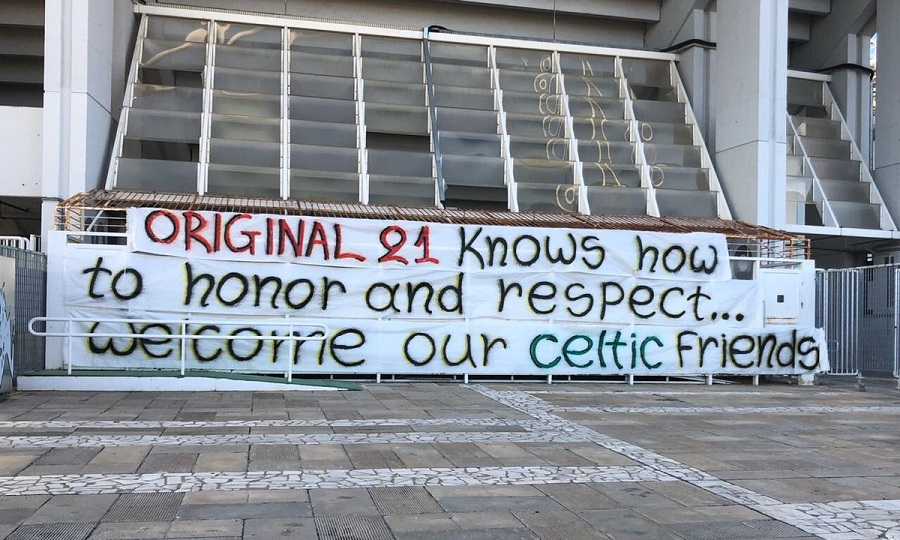 ORIGINAL 21 Knows how
to honor and respect...
welcome our celtic Friends